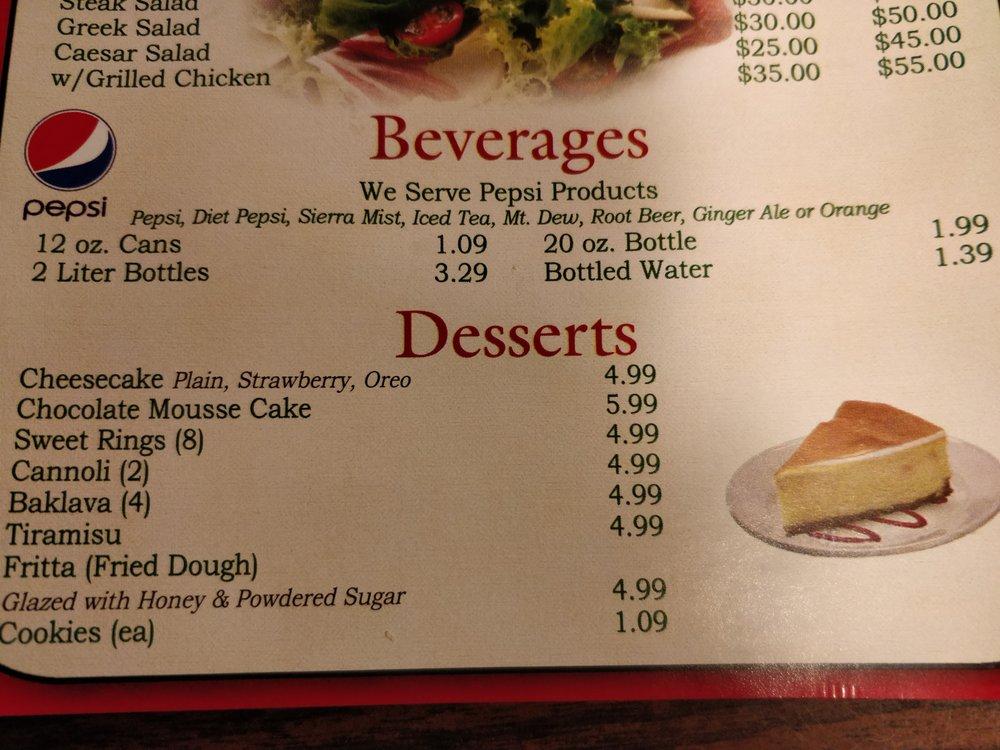 Steak Salad $30.00
Greek Salad $30.00 $50.00
Caesar Salad $25.00 $45.00
w/Grilled Chicken $35.00 $55.00
Beverages
pepsi
We Serve Pepsi Products
Pepsi, Diet Pepsi, Sierra Mist, Iced Tea, Mt. Dew, Root Beer, Ginger Ale or Orange
12 oz. Cans 1.09 20 oz. Bottle 1.99
2 Liter Bottles 3.29 Bottled Water 1.39
Desserts
Cheesecake Plain, Strawberry, Oreo 4.99
Chocolate Mousse Cake 5.99
Sweet Rings (8) 4.99
Cannoli (2) 4.99
Baklava (4) 4.99
Tiramisu 4.99
Fritta (Fried Dough)
Glazed with Honey & Powdered Sugar 4.99
Cookies (ea) 1.09